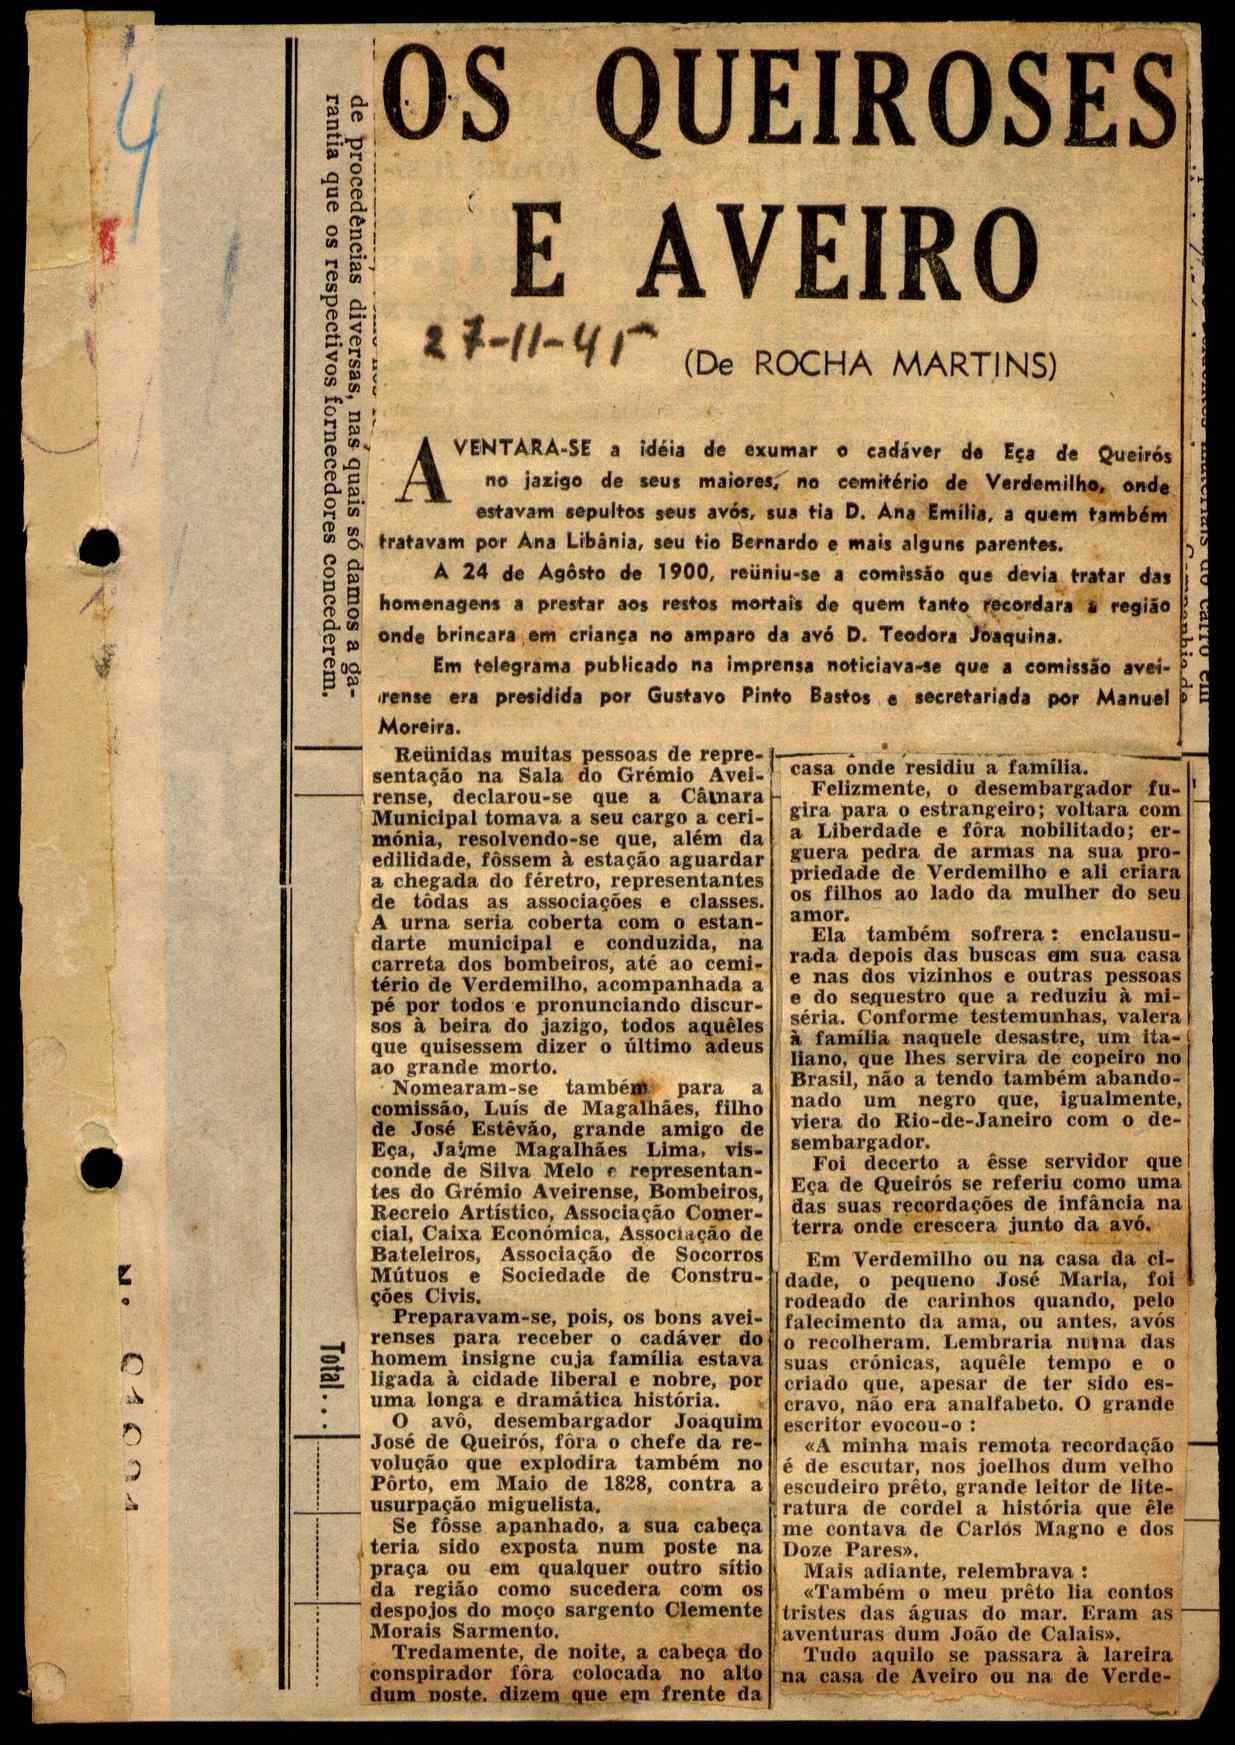 4
OS QUEIROSES
E AVEIRO
27-11-45
(De ROCHA MARTINS)
AVENTARA-SE a idéia de exumar o cadáver de Eça de Queirós
no jazigo de seus maiores, no cemitério de Verdemilho, onde
estavam sepultos seus avós, sua tia D. Ana Emília, a quem também
tratavam por Ana Libânia, seu tio Bernardo e mais alguns parentes.
A 24 de Agôsto de 1900, reüniu-se a comissão que devia tratar das
homenagens a prestar aos restos mortais de quem tanto recordara a região
onde brincara em criança no amparo da avó D. Teodora Joaquina.
Em telegrama publicado na imprensa noticiava-se que a comissão avei-
rense era presidida por Gustavo Pinto Bastos e secretariada por Manuel
Moreira.
Reünidas muitas pessoas de repre-
sentação na Sala do Grémio Avei-
rense, declarou-se que a Câmara
Municipal tomava a seu cargo a ceri-
mónia, resolvendo-se que, além da
edilidade, fôssem à estação aguardar
a chegada do féretro, representantes
de tôdas as associações e classes.
A urna seria coberta com o estan-
darte municipal e conduzida, na
carreta dos bombeiros, até ao cemi-
tério de Verdemilho, acompanhada a
pé por todos e pronunciando discur-
sos à beira do jazigo, todos aquêles
que quisessem dizer o último adeus
ao grande morto.
Nomearam-se também para a
comissão, Luís de Magalhães, filho
de José Estêvão, grande amigo de
Eça, Jaime Magalhães Lima, vis-
conde de Silva Melo e representan-
tes do Grémio Aveirense, Bombeiros,
Recreio Artístico, Associação Comer-
cial, Caixa Económica, Associação de
Bateleiros, Associação de Socorros
Mútuos e Sociedade de Constru-
ções Civis.
Preparavam-se, pois, os bons avei-
renses para receber o cadáver do
homem insigne cuja família estava
ligada à cidade liberal e nobre, por
uma longa e dramática história.
O avô, desembargador Joaquim
José de Queirós, fôra o chefe da re-
volução que explodira também no
Pôrto, em Maio de 1828, contra a
usurpação miguelista.
Se fôsse apanhado, a sua cabeça
teria sido exposta num poste na
praça ou em qualquer outro sítio
da região como sucedera com os
despojos do moço sargento Clemente
Morais Sarmento.
Tredamente, de noite, a cabeça do
conspirador fôra colocada no alto
dum poste, dizem que em frente da
casa onde residiu a família.
Felizmente, o desembargador fu-
gira para o estrangeiro; voltara com
a Liberdade e fôra nobilitado; er-
guera pedra de armas na sua pro-
priedade de Verdemilho e ali criara
os filhos ao lado da mulher do seu
amor.
Ela também sofrera : enclausu-
rada depois das buscas em sua casa
e nas dos vizinhos e outras pessoas
e do seqüestro que a reduziu à mi-
séria. Conforme testemunhas, valera
à família naquele desastre, um ita-
liano, que lhes servira de copeiro no
Brasil, não a tendo também abando-
nado um negro que, igualmente,
viera do Rio-de-Janeiro com o de-
sembargador.
Foi decerto a êsse servidor que
Eça de Queirós se referiu como uma
das suas recordações de infância na
terra onde crescera junto da avó.
Em Verdemilho ou na casa da ci-
dade, o pequeno José Maria, foi
rodeado de carinhos quando, pelo
falecimento da ama, ou antes, avós
o recolheram. Lembraria numa das
suas crónicas, aquêle tempo e o
criado que, apesar de ter sido es-
cravo, não era analfabeto. O grande
escritor evocou-o :
«A minha mais remota recordação
é de escutar, nos joelhos dum velho
escudeiro prêto, grande leitor de lite-
ratura de cordel a história que êle
me contava de Carlos Magno e dos
Doze Pares».
Mais adiante, relembrava :
«Também o meu prêto lia contos
tristes das águas do mar. Eram as
aventuras dum João de Calais».
Tudo aquilo se passara à lareira
na casa de Aveiro ou na de Verde-
de procedências diversas, nas quais só damos a ga-
rantia que os respectivos fornecedores concederem.
Total...